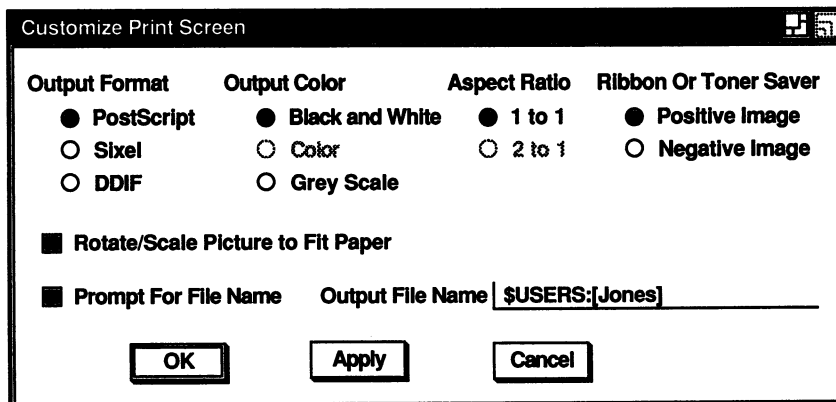 Customize Print Screen
Output Format Output Color Aspect Ratio Ribbon Or Toner Saver
PostScript Black and White 1 to 1 Positive Image
Sixel Color 2 to 1 Negative Image
DDIF Grey Scale
Rotate/Scale Picture to Fit Paper
Prompt For File Name Output File Name $USERS:[Jones]
OK Apply Cancel